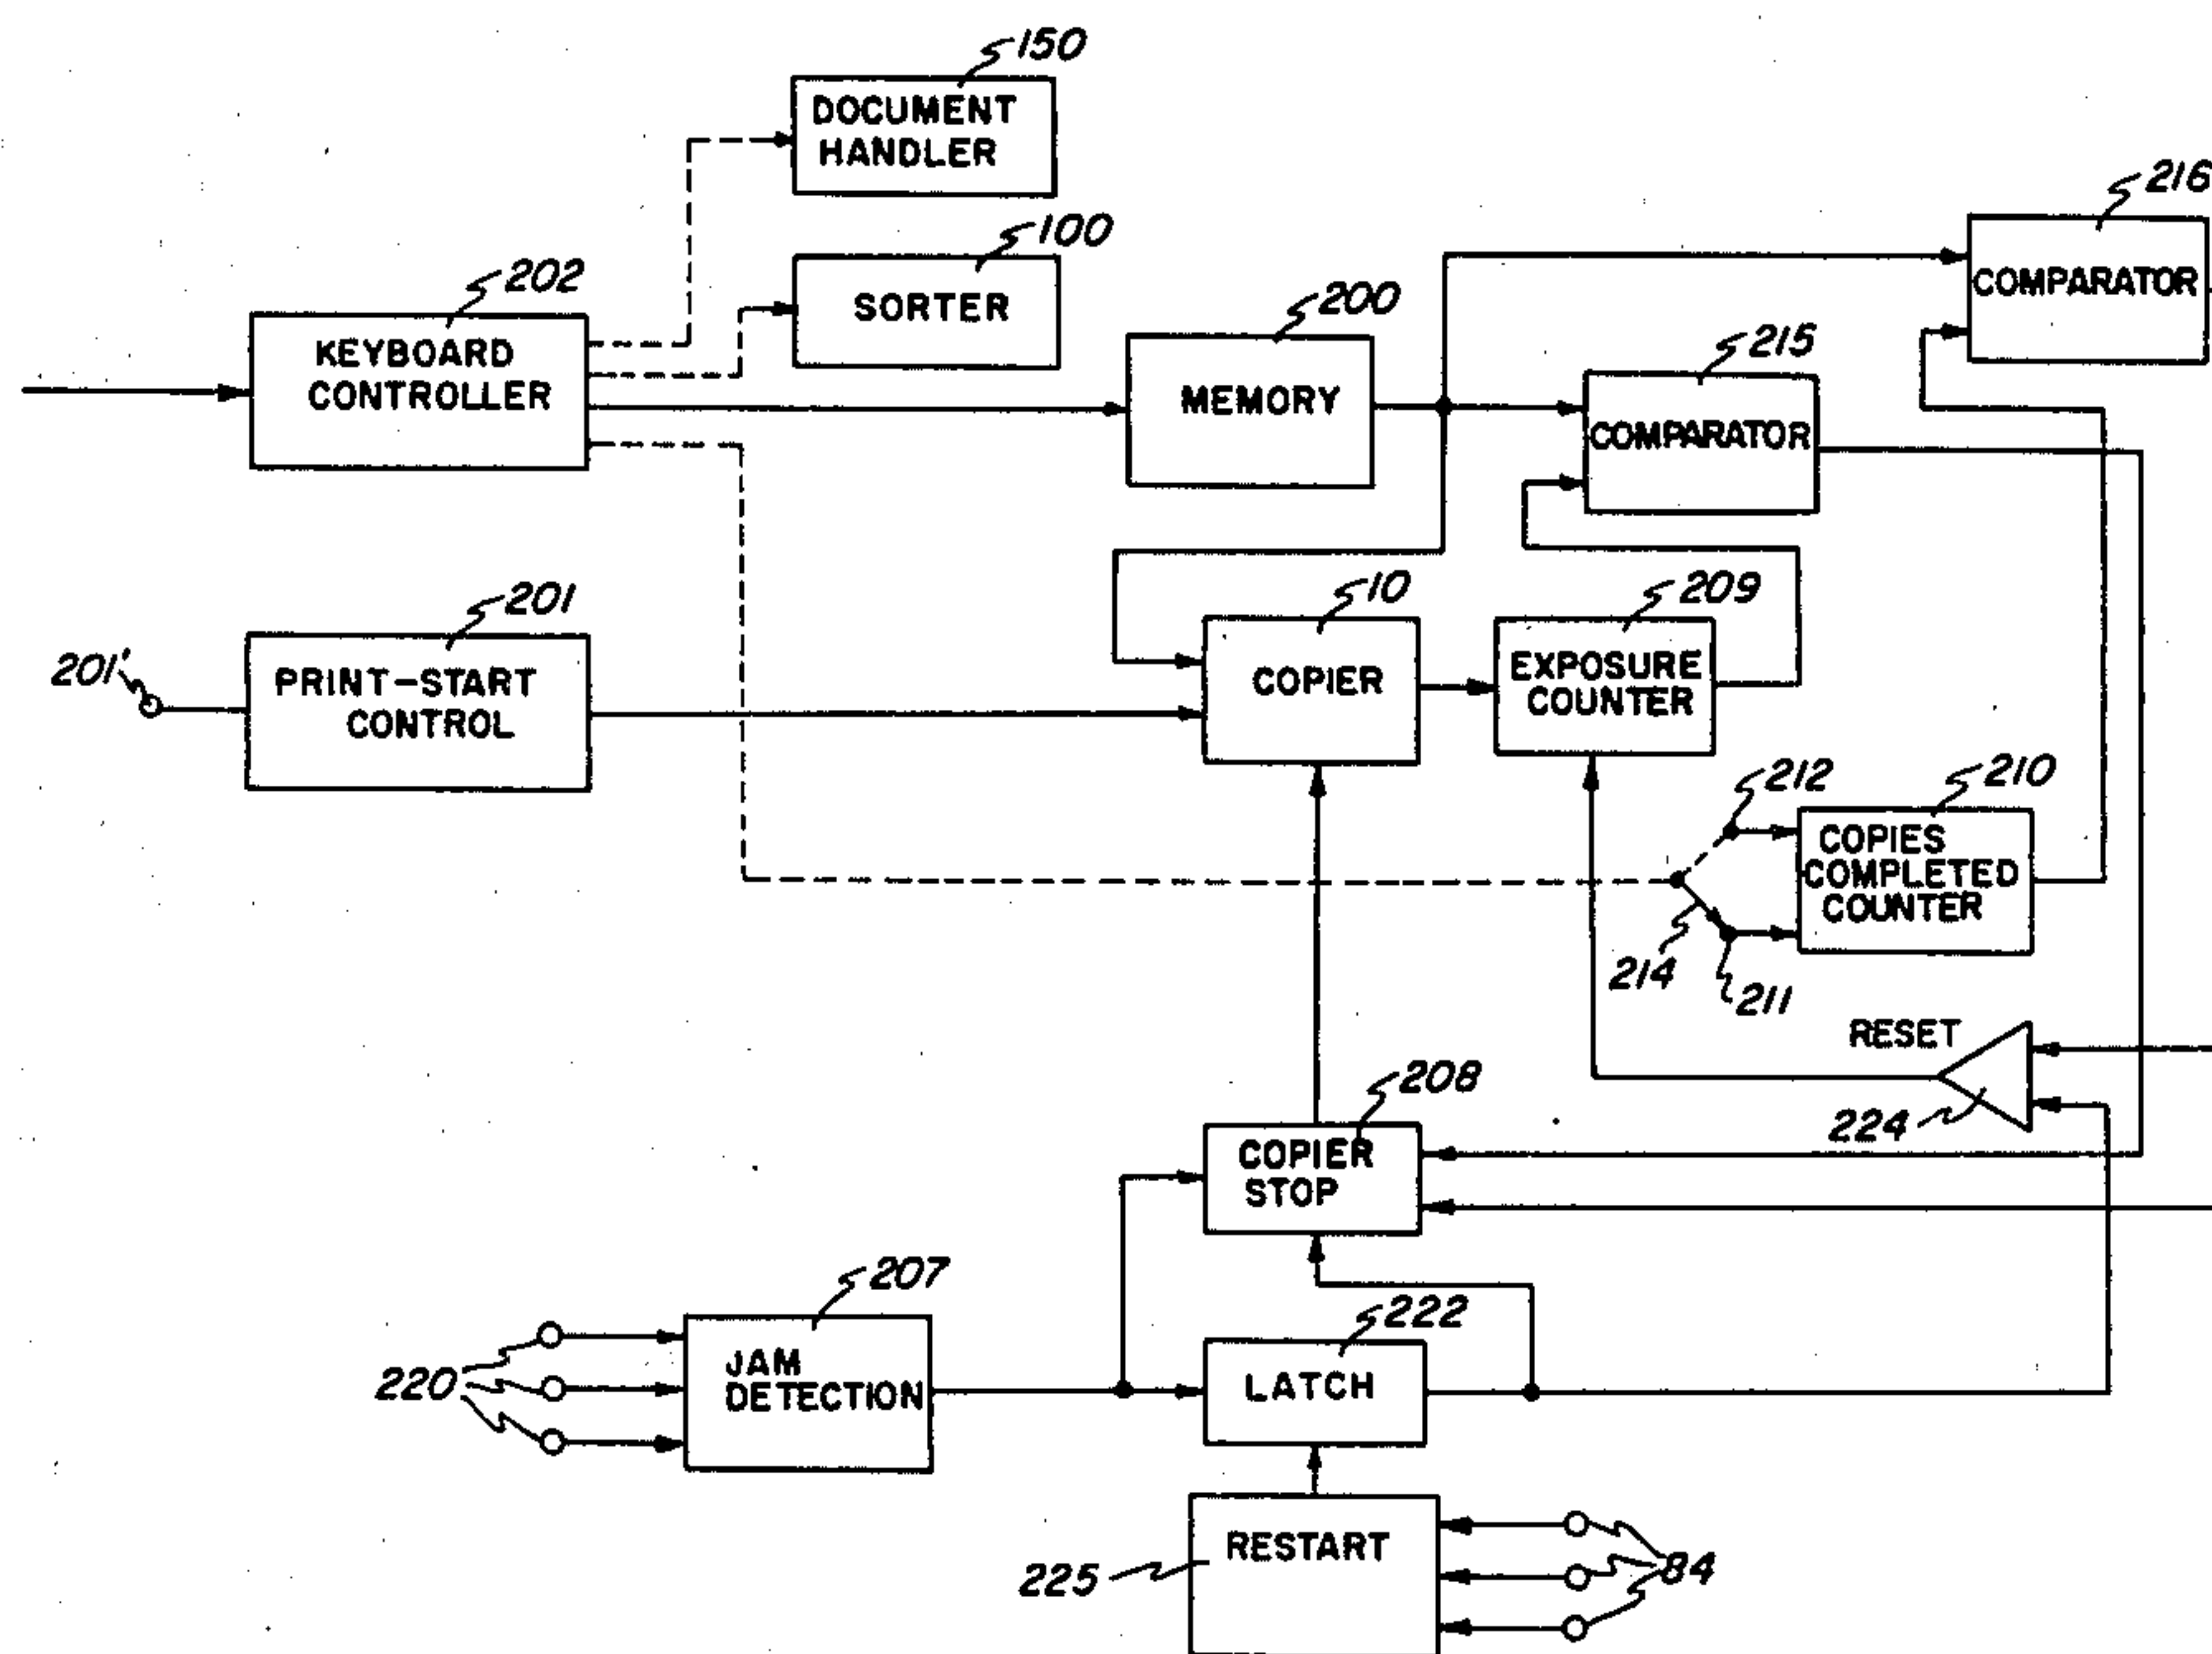 150
DOCUMENT
HANDLER
100
SORTER
216
COMPARATOR
202
KEYBOARD
CONTROLLER
200
MEMORY
215
COMPARATOR
201
201'
PRINT-START
CONTROL
10
COPIER
209
EXPOSURE
COUNTER
212
210
COPIES
COMPLETED
COUNTER
214
211
RESET
224
208
COPIER
STOP
207
JAM
DETECTION
220
222
LATCH
RESTART
225
84